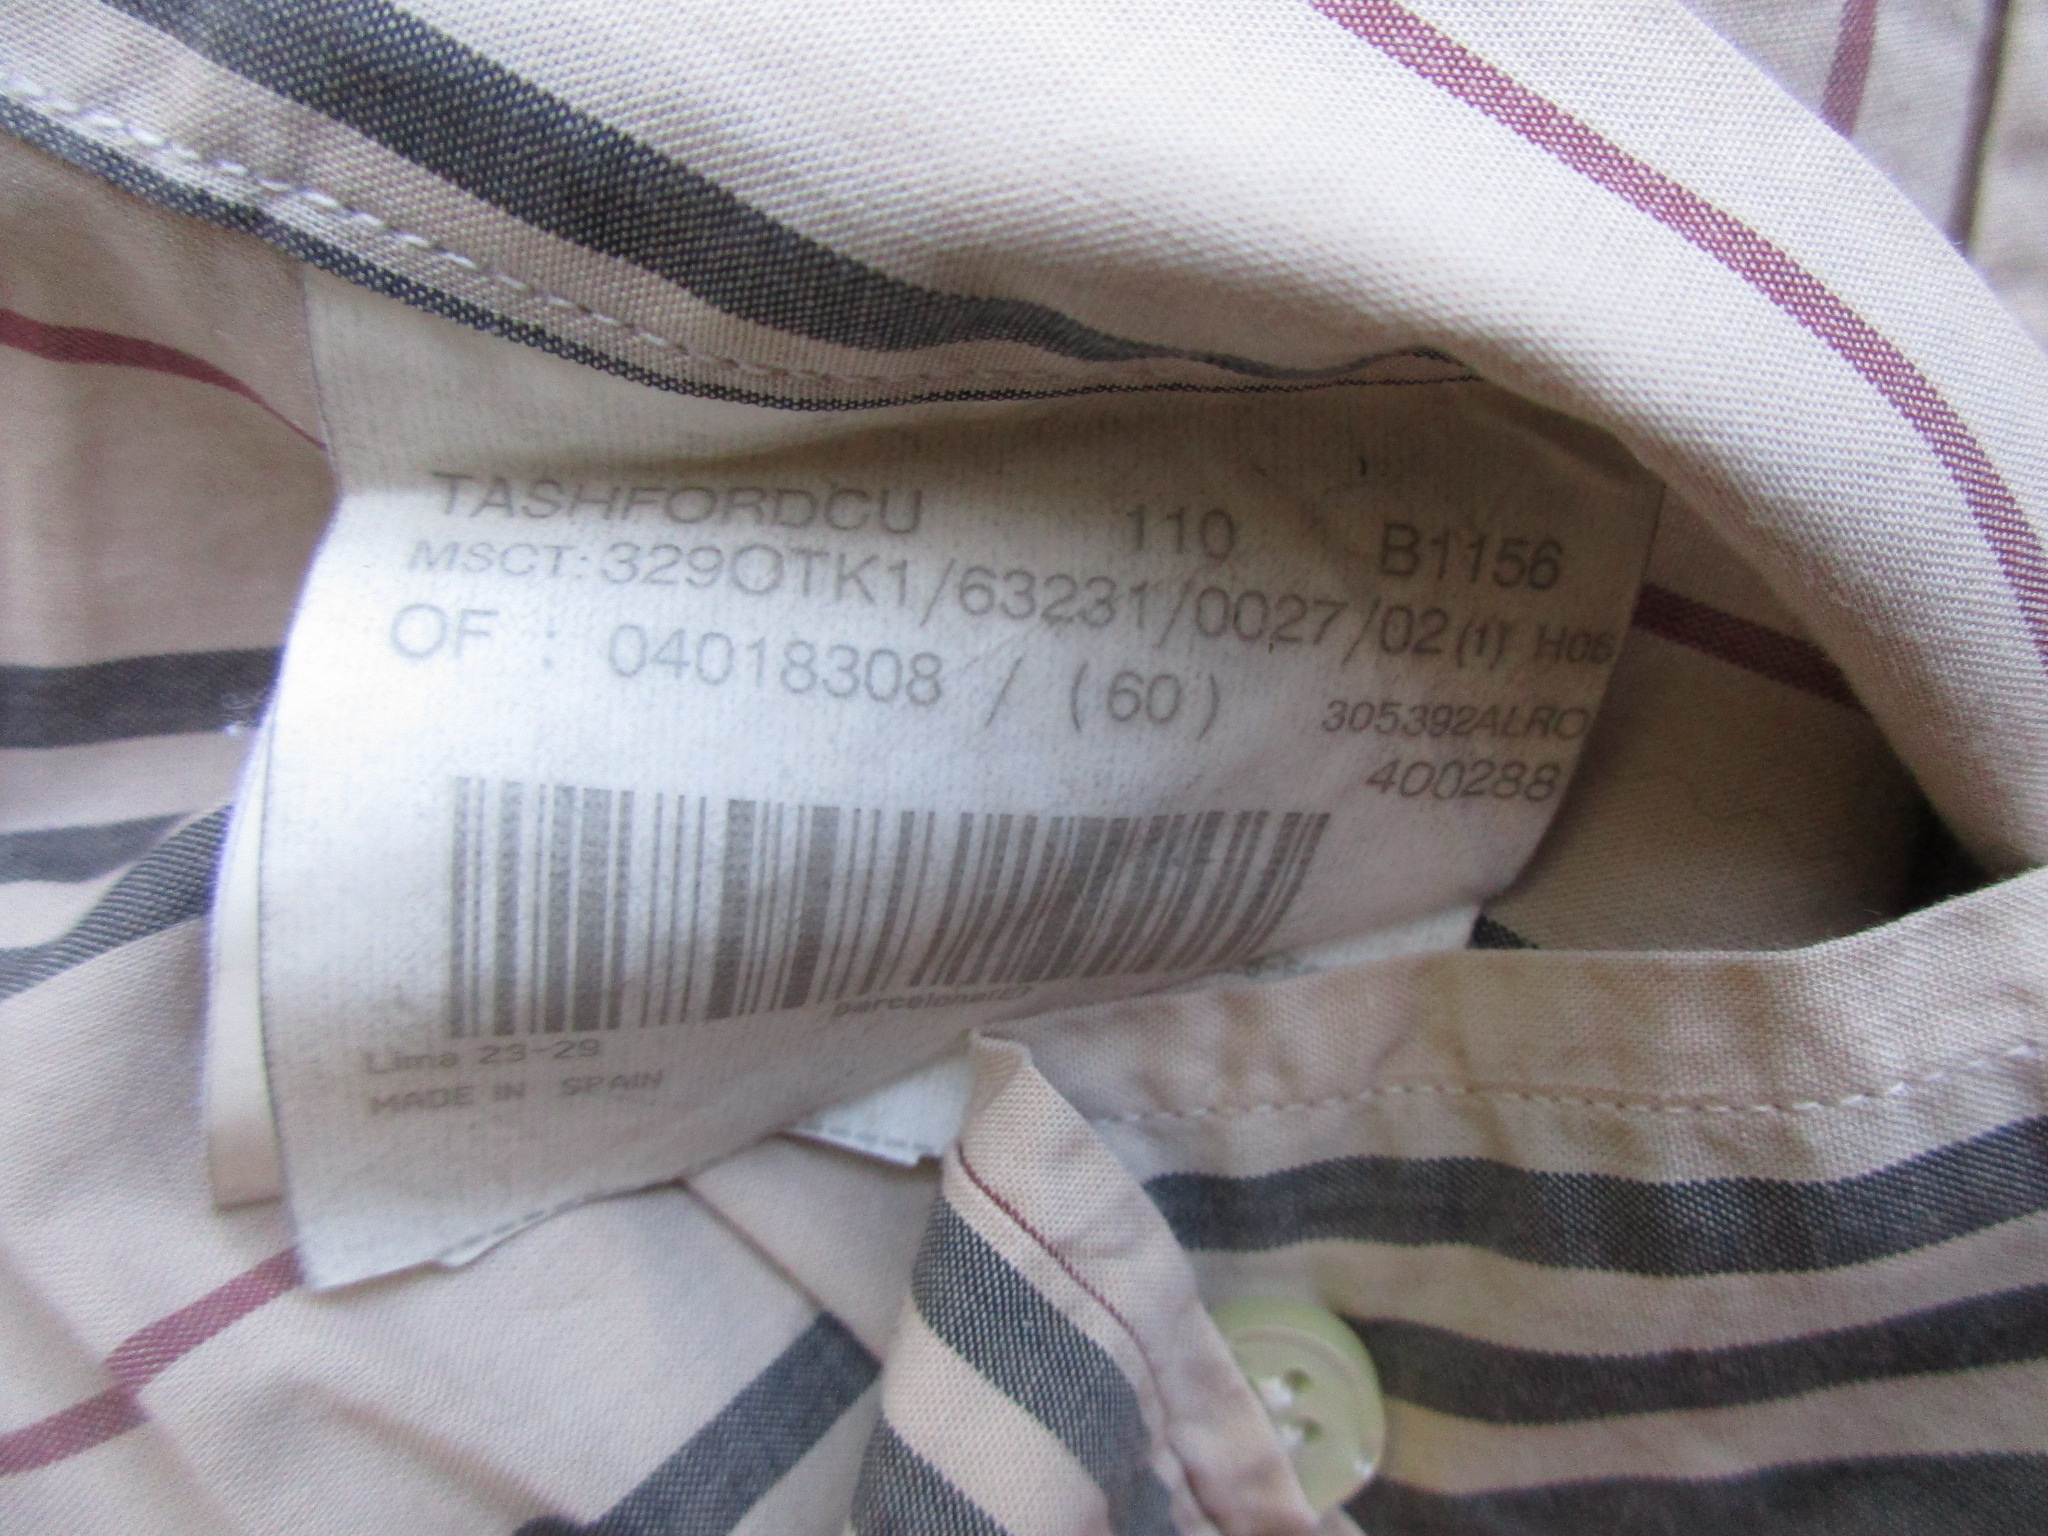 TASHFORDCU 110 B1156
MSCT: 329OTK1/63231/0027/02(1) H06
OF : 04018308 / (60)
305392ALRO
400288
Lima 23-29
MADE IN SPAIN